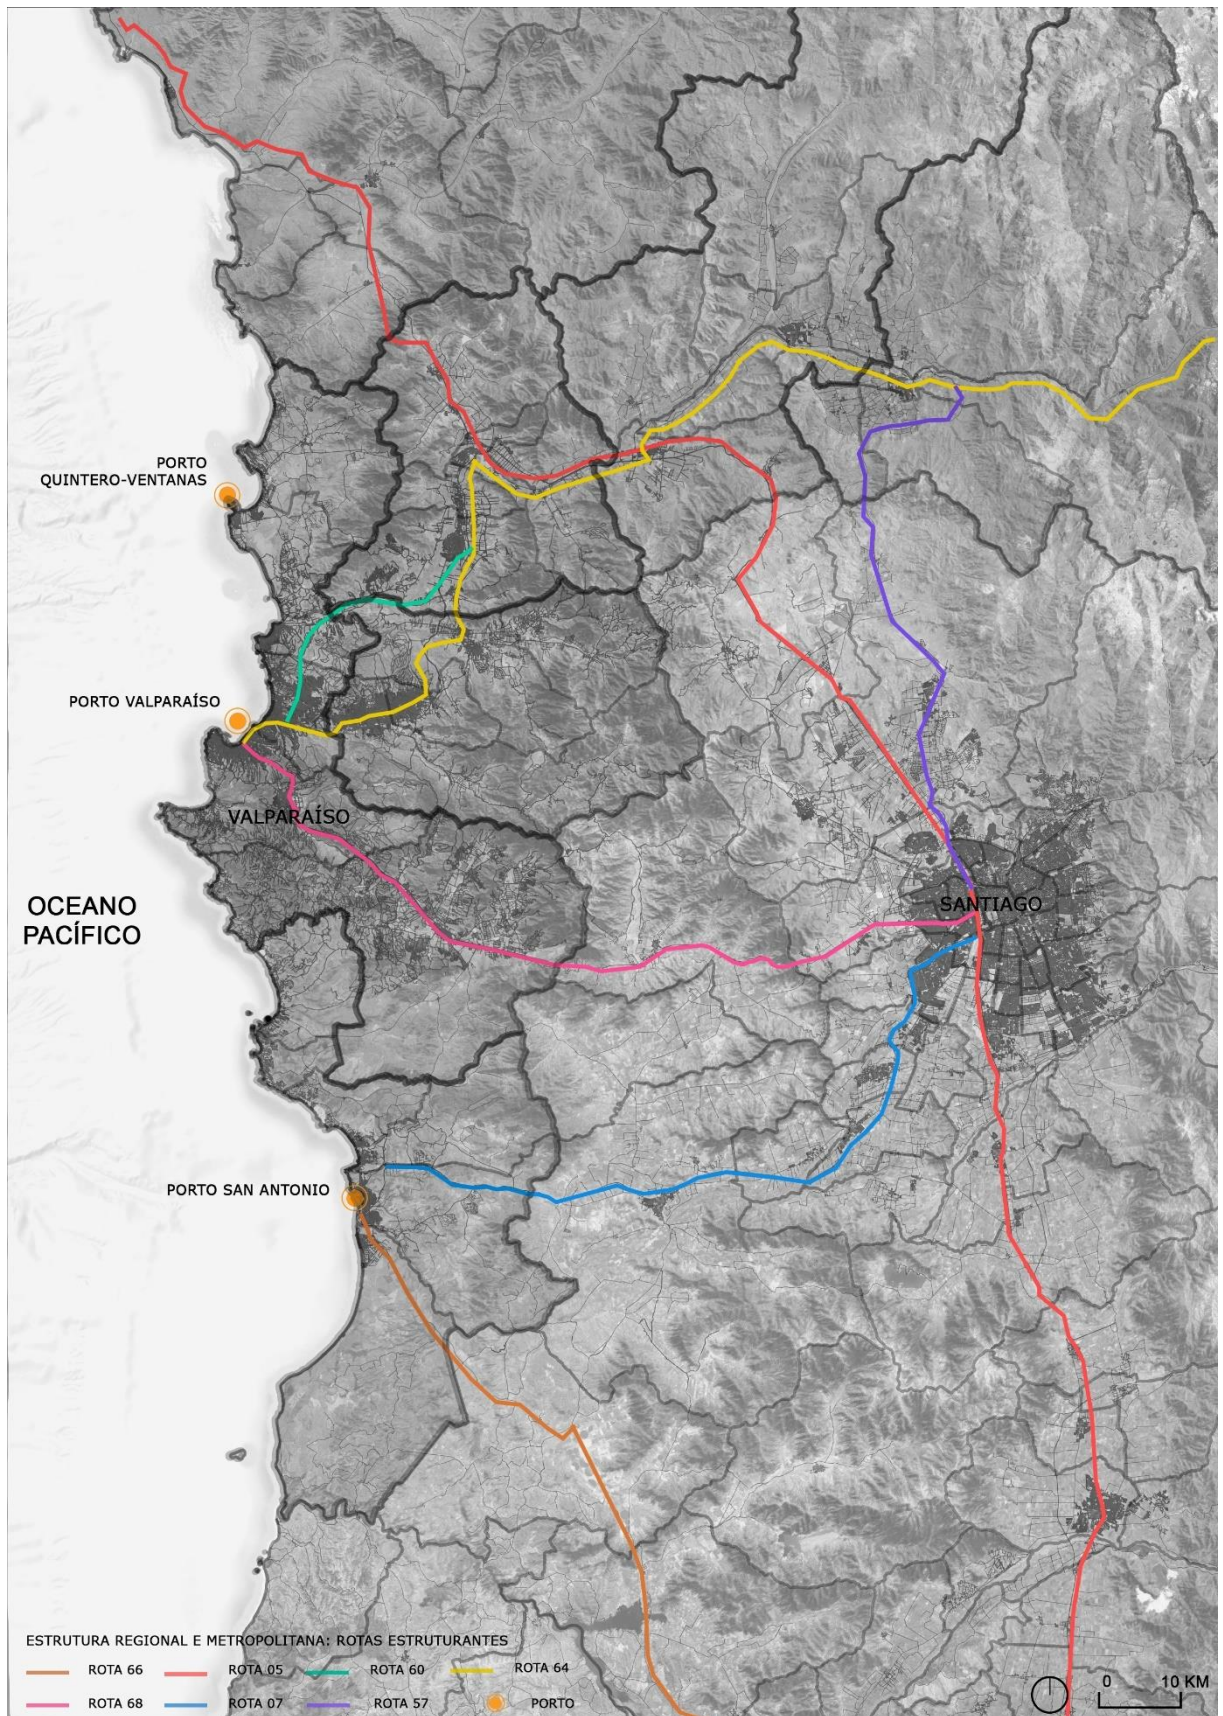 PORTO
QUINTERO-VENTANAS
PORTO VALPARAÍSO
VALPARAÍSO
OCEANO
PACÍFICO
SANTIAGO
PORTO SAN ANTONIO
ESTRUTURA REGIONAL E METROPOLITANA: ROTAS ESTRUTURANTES
ROTA 66 ROTA 05 ROTA 60 ROTA 64
ROTA 68 ROTA 07 ROTA 57 PORTO
0 10 KM